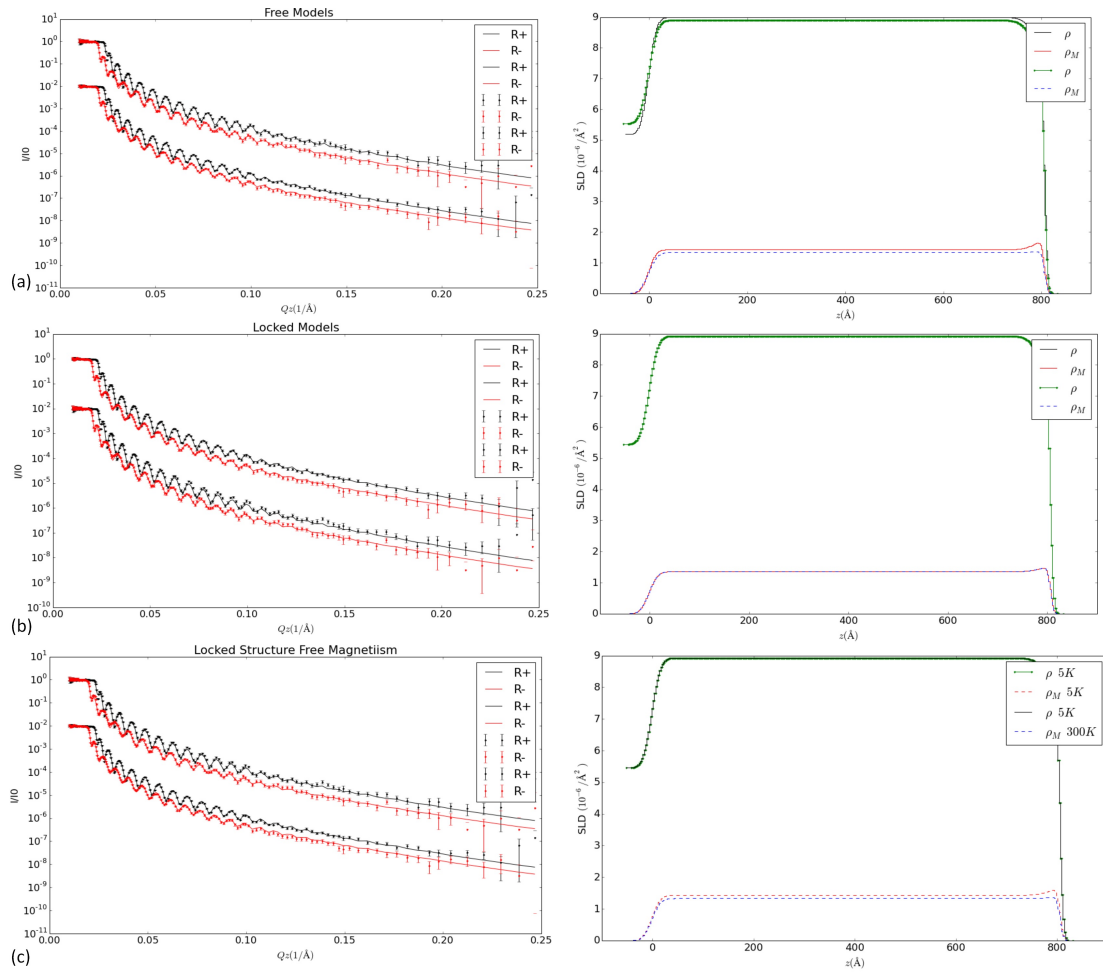 Free Models
10^1
10^0
10^-1
10^-2
10^-3
10^-4
10^-5
10^-6
10^-7
10^-8
10^-9
10^-10
10^-11
I/I0
0.00 0.05 0.10 0.15 0.20 0.25
Qz(1/Å)
R+
R-
R+
R-
R+
R-
R+
R-
(a)
9
8
7
6
5
4
3
2
1
0
SLD (10^-6/Å^2)
0 200 400 600 800
z(Å)
ρ
ρ_M
ρ
ρ_M
Locked Models
10^1
10^0
10^-1
10^-2
10^-3
10^-4
10^-5
10^-6
10^-7
10^-8
10^-9
10^-10
I/I0
0.00 0.05 0.10 0.15 0.20 0.25
Qz(1/Å)
R+
R-
R+
R-
R+
R-
R+
R-
(b)
9
8
7
6
5
4
3
2
1
0
SLD (10^-6/Å^2)
0 200 400 600 800
z(Å)
ρ
ρ_M
ρ
ρ_M
Locked Structure Free Magnetiism
10^1
10^0
10^-1
10^-2
10^-3
10^-4
10^-5
10^-6
10^-7
10^-8
10^-9
10^-10
10^-11
I/I0
0.00 0.05 0.10 0.15 0.20 0.25
Qz(1/Å)
R+
R-
R+
R-
R+
R-
R+
R-
(c)
9
8
7
6
5
4
3
2
1
0
SLD (10^-6/Å^2)
0 200 400 600 800
z(Å)
ρ 5K
ρ_M 5K
ρ 5K
ρ_M 300K